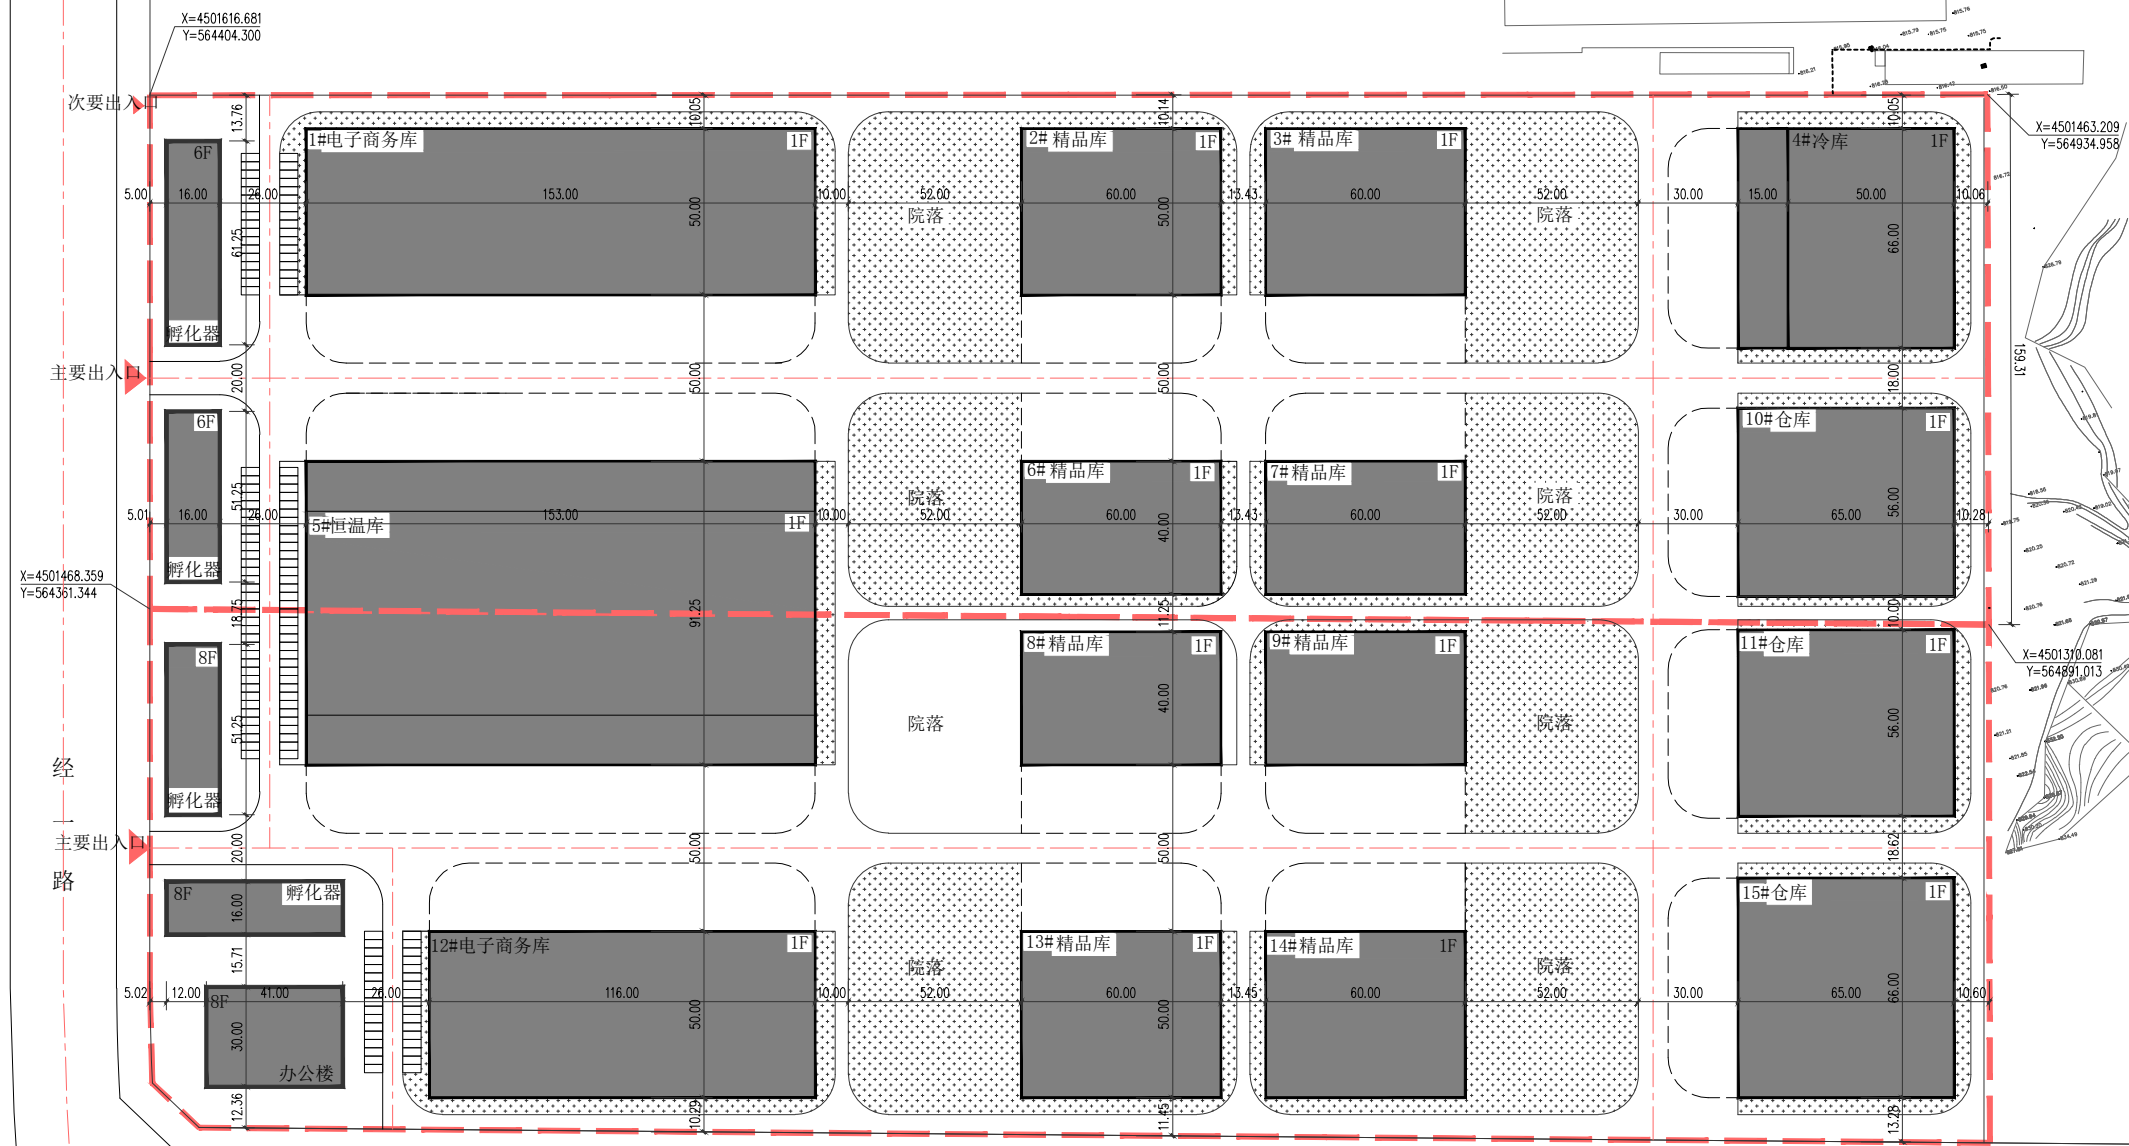 X=4501616.681
Y=564404.300
次要出入口
13.76
10.05
10.14
10.05
X=4501463.209
Y=564934.958
6F
1#电子商务库
1F
2#精品库
1F
3#精品库
1F
4#冷库
1F
5.00
16.00
26.00
153.00
10.00
52.00
60.00
13.43
60.00
52.00
30.00
15.00
50.00
10.06
院落
院落
61.25
50.00
50.00
66.00
孵化器
主要出入口
20.00
50.00
50.00
18.00
159.31
6F
10#仓库
1F
6#精品库
1F
7#精品库
1F
51.25
院落
院落
56.00
5.01
16.00
26.00
153.00
10.00
52.00
60.00
13.43
60.00
52.00
30.00
65.00
10.28
5#恒温库
1F
40.00
孵化器
X=4501468.359
Y=564361.344
18.75
91.25
11.25
10.00
8F
8#精品库
1F
9#精品库
1F
11#仓库
1F
X=4501310.081
Y=564891.013
51.25
40.00
56.00
院落
院落
经一路
孵化器
主要出入口
20.00
50.00
50.00
18.62
8F
孵化器
16.00
15#仓库
1F
12#电子商务库
1F
13#精品库
1F
14#精品库
1F
15.71
院落
院落
5.02
12.00
41.00
26.00
116.00
10.00
52.00
60.00
13.45
60.00
52.00
30.00
65.00
10.60
8F
30.00
50.00
50.00
66.00
办公楼
12.36
10.29
11.45
13.28